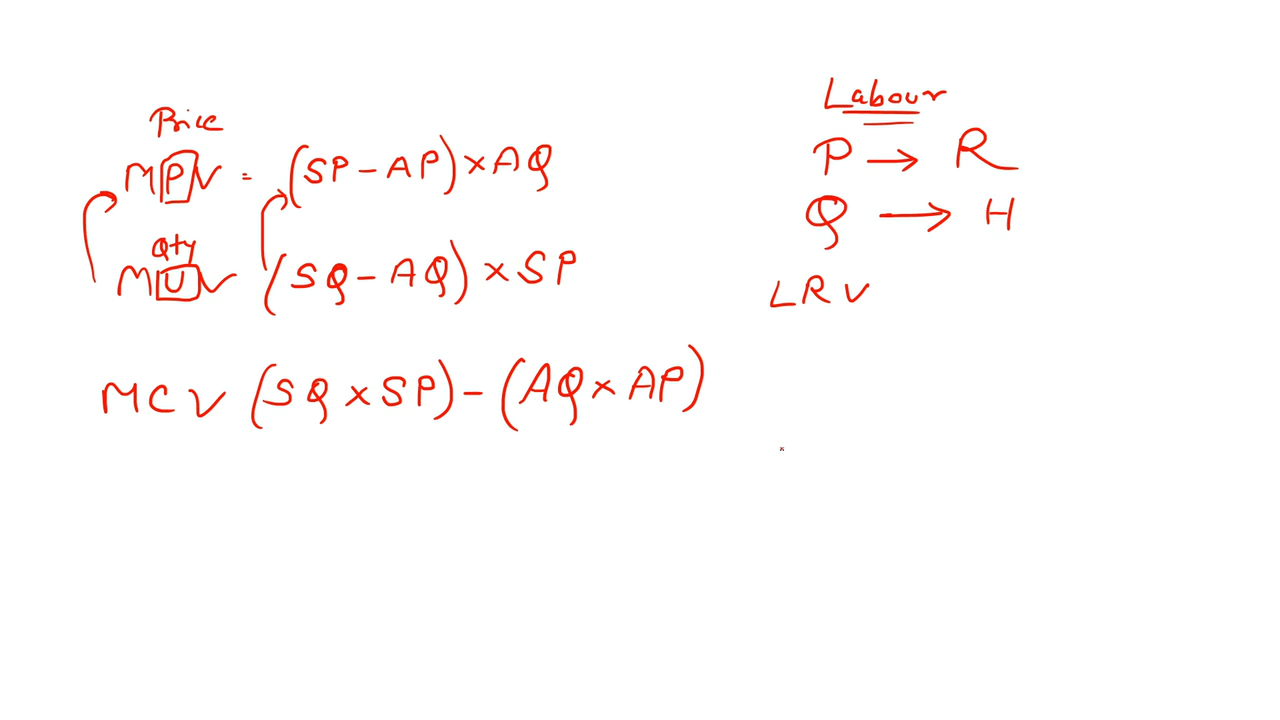 Price
MPV = (SP - AP) × AQ
Qty
MUV (SQ - AQ) × SP
MCV (SQ × SP) - (AQ × AP)
Labour
P → R
Q → H
LRV